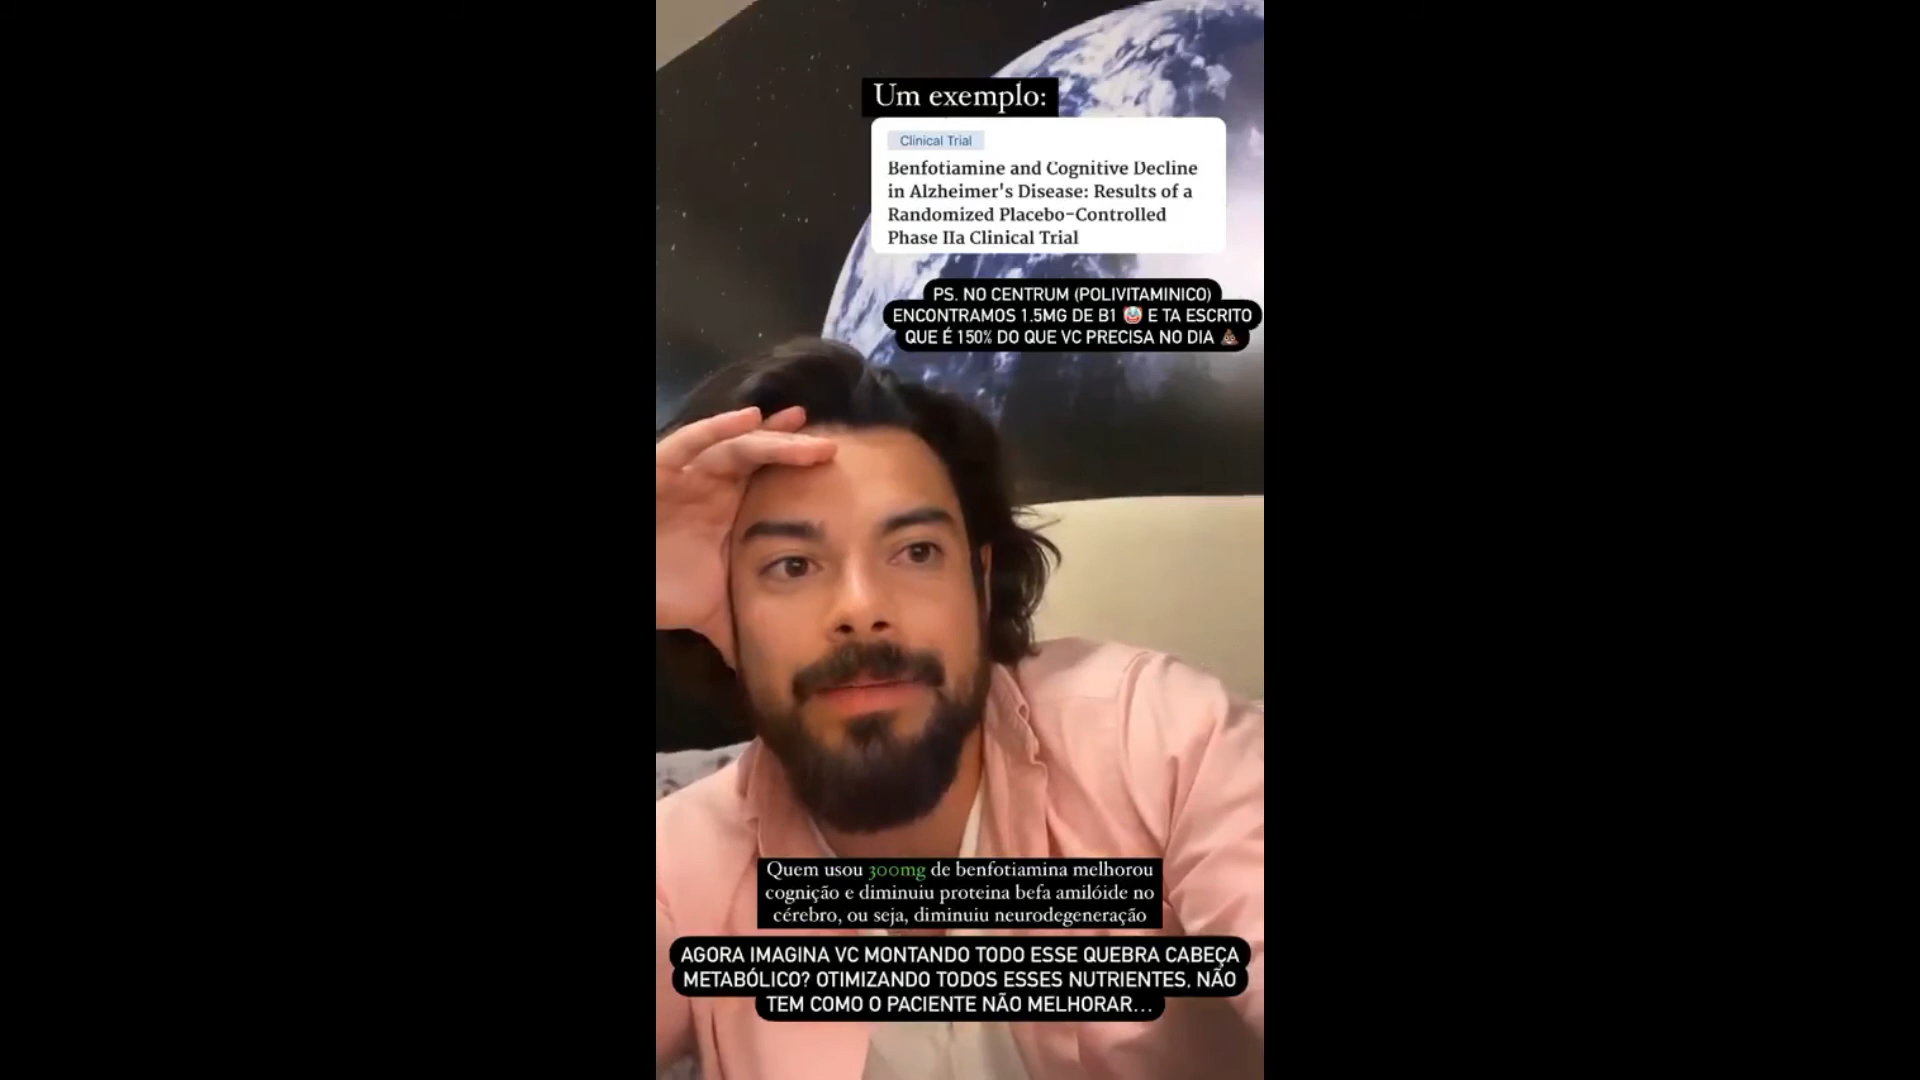 Um exemplo:
Clinical Trial
Benfotiamine and Cognitive Decline
in Alzheimer's Disease: Results of a
Randomized Placebo-Controlled
Phase IIa Clinical Trial
PS. NO CENTRUM (POLIVITAMINICO)
ENCONTRAMOS 1.5MG DE B1 🤡 E TA ESCRITO
QUE É 150% DO QUE VC PRECISA NO DIA 💩
Quem usou 300mg de benfotiamina melhorou
cognição e diminuiu proteina befa amilóide no
cérebro, ou seja, diminuiu neurodegeneração
AGORA IMAGINA VC MONTANDO TODO ESSE QUEBRA CABEÇA
METABÓLICO? OTIMIZANDO TODOS ESSES NUTRIENTES, NÃO
TEM COMO O PACIENTE NÃO MELHORAR...